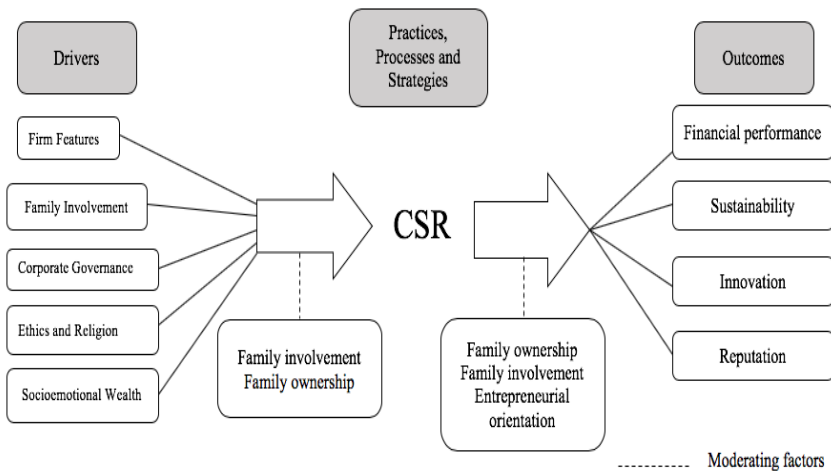 Drivers
Practices,
Processes and
Strategies
Outcomes
Firm Features
Family Involvement
Corporate Governance
Ethics and Religion
Socioemotional Wealth
CSR
Family involvement
Family ownership
Family ownership
Family involvement
Entrepreneurial
orientation
Financial performance
Sustainability
Innovation
Reputation
Moderating factors